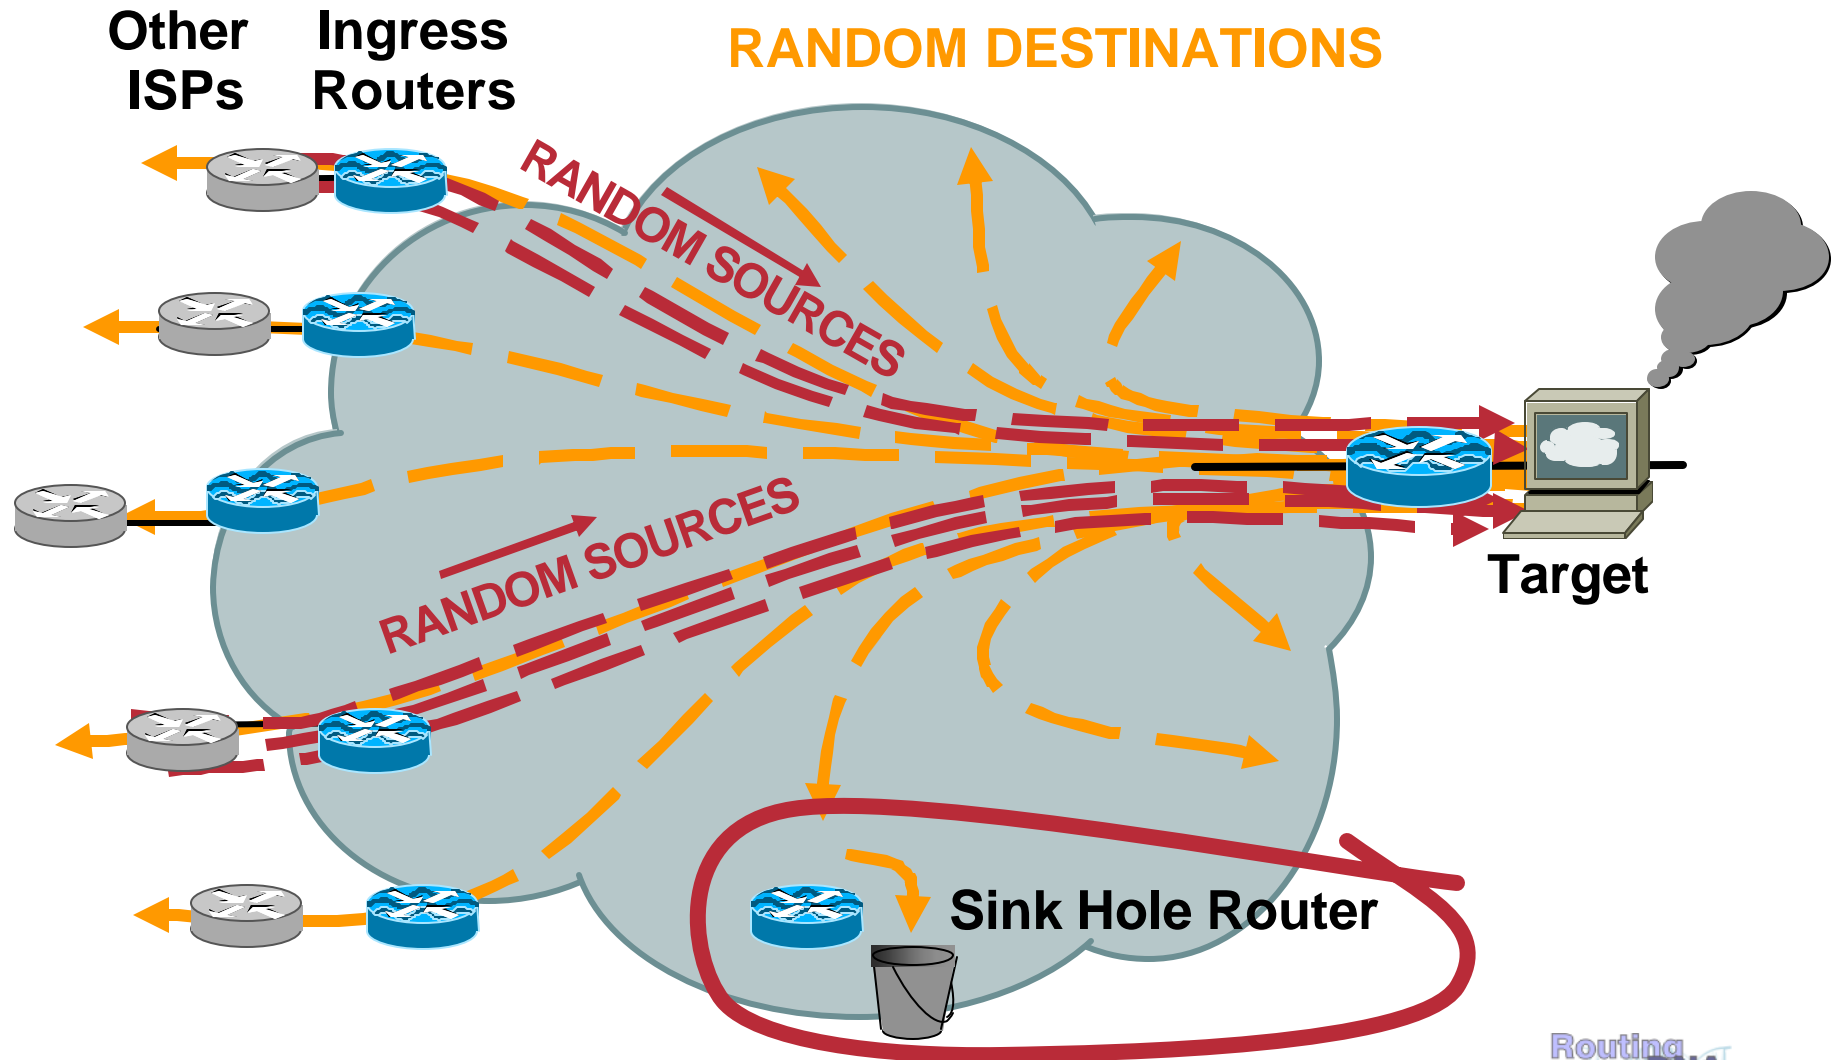 Other
ISPs
Ingress
Routers
RANDOM DESTINATIONS
RANDOM SOURCES
RANDOM SOURCES
Target
Sink Hole Router
Routing